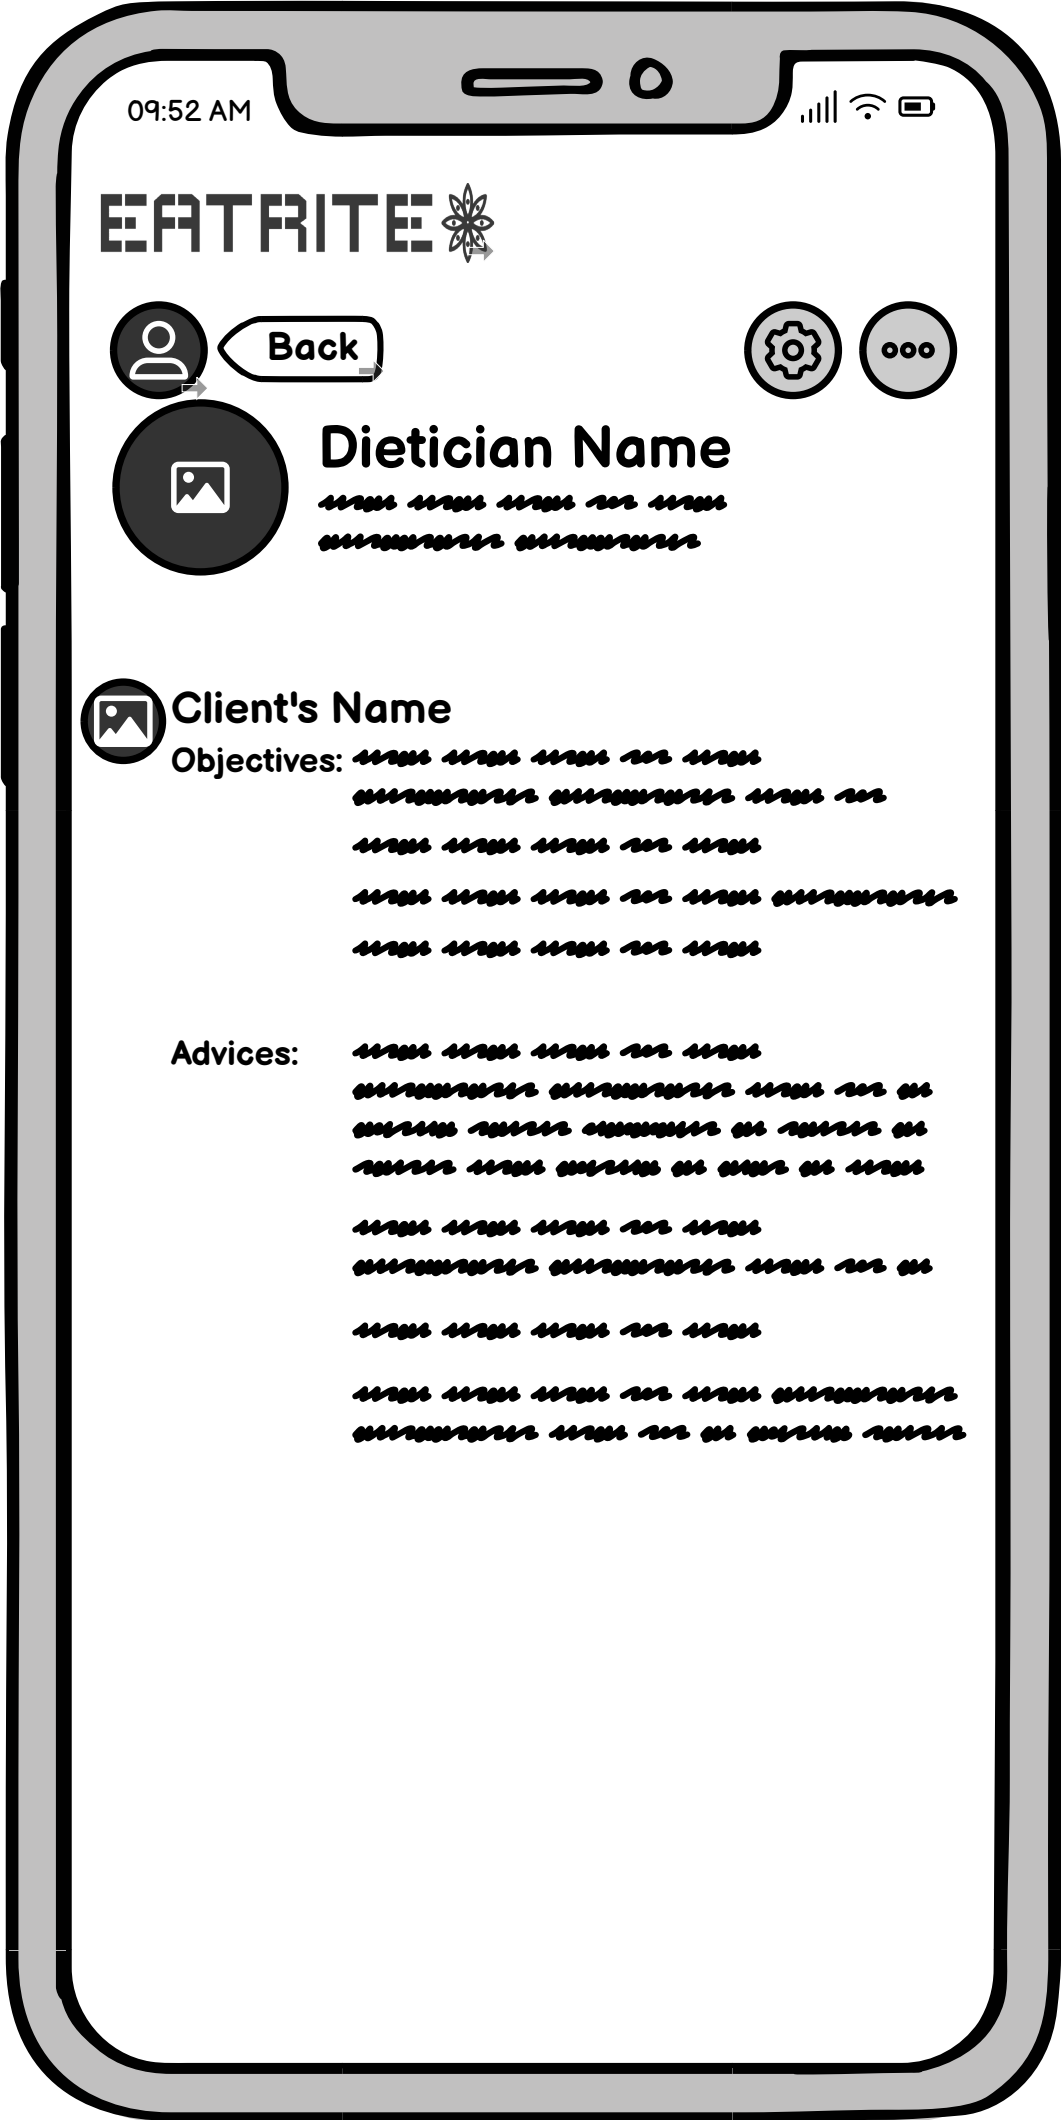 09:52 AM
EATRITE
Back
Dietician Name
Client's Name
Objectives:
Advices: